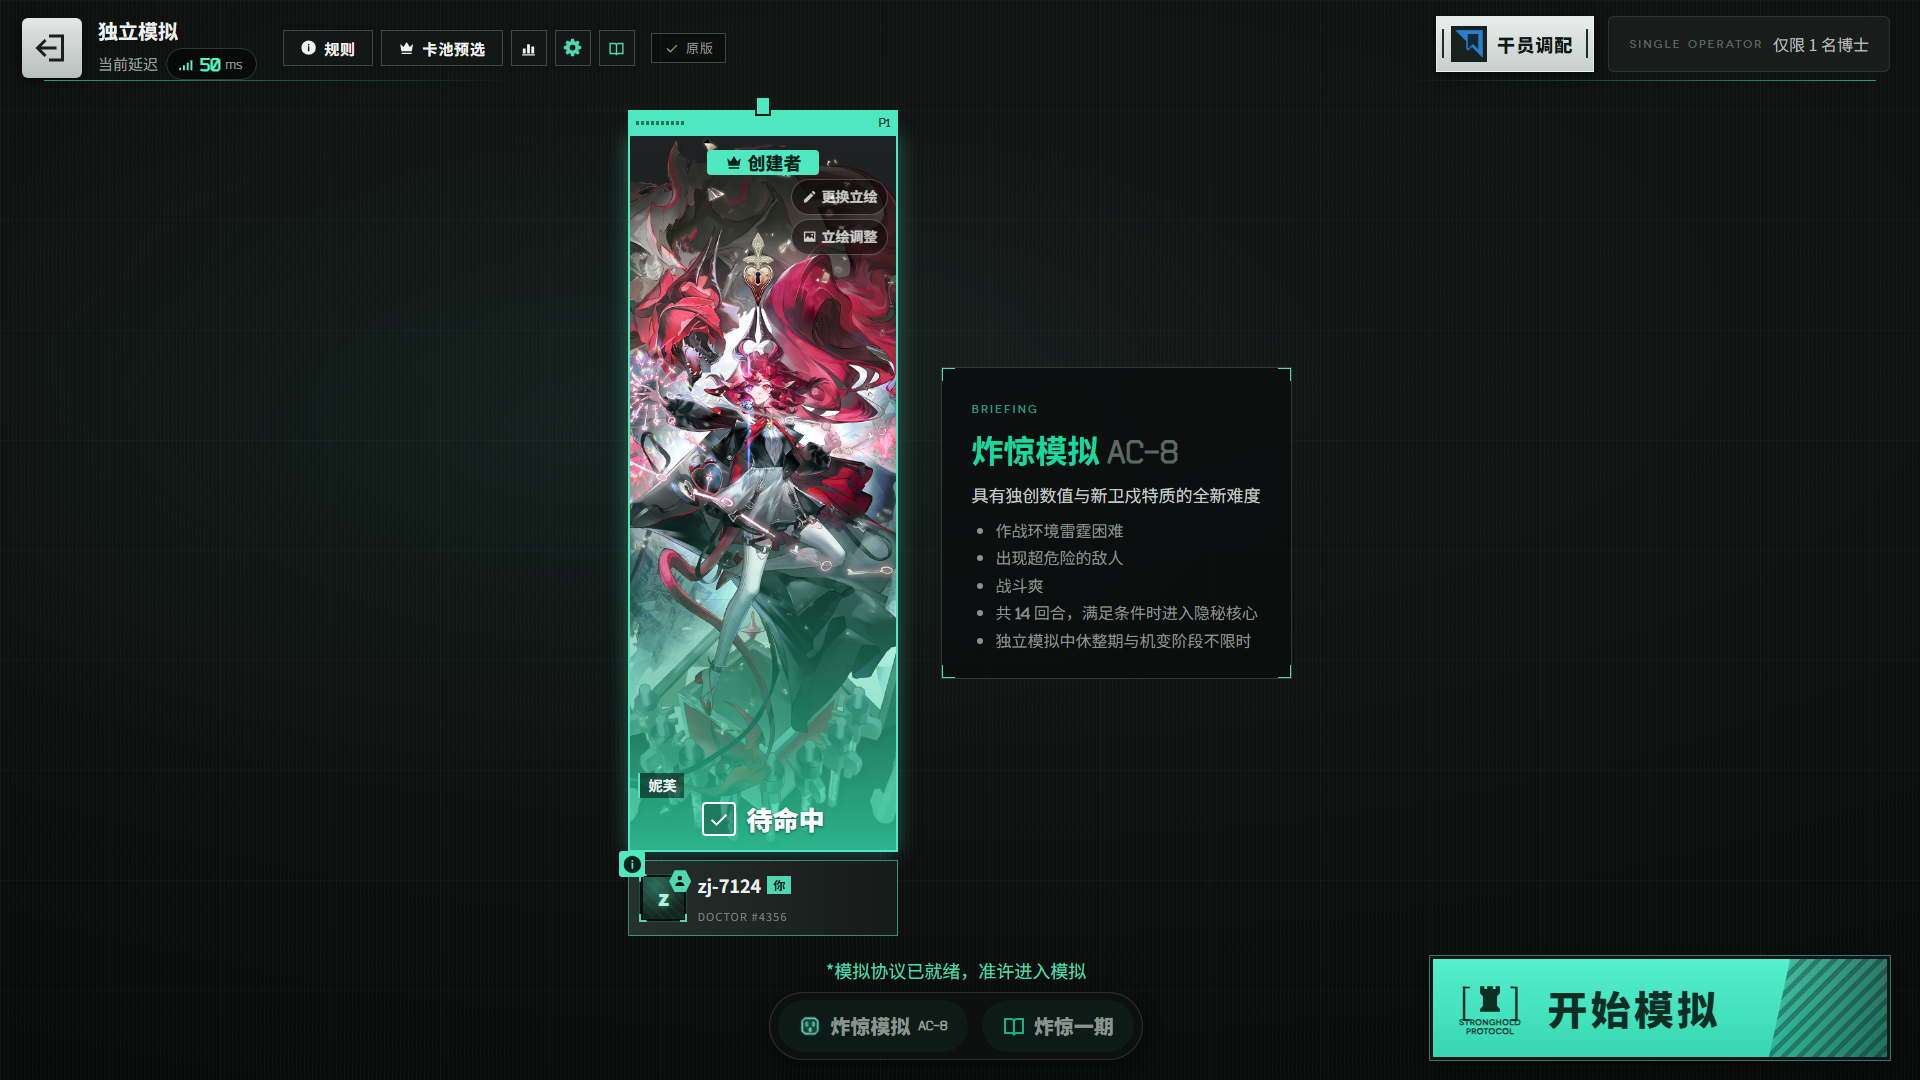 独立模拟
当前延迟 50 ms
规则
卡池预选
原版
干员调配
SINGLE OPERATOR 仅限 1 名博士
P1
创建者
更换立绘
立绘调整
BRIEFING
炸惊模拟 AC-8
具有独创数值与新卫戍特质的全新难度
作战环境雷霆困难
出现超危险的敌人
战斗爽
共 14 回合，满足条件时进入隐秘核心
独立模拟中休整期与机变阶段不限时
妮芙
待命中
z
zj-7124 你
DOCTOR #4356
*模拟协议已就绪，准许进入模拟
炸惊模拟 AC-8
炸惊一期
STRONGHOLD
PROTOCOL
开始模拟